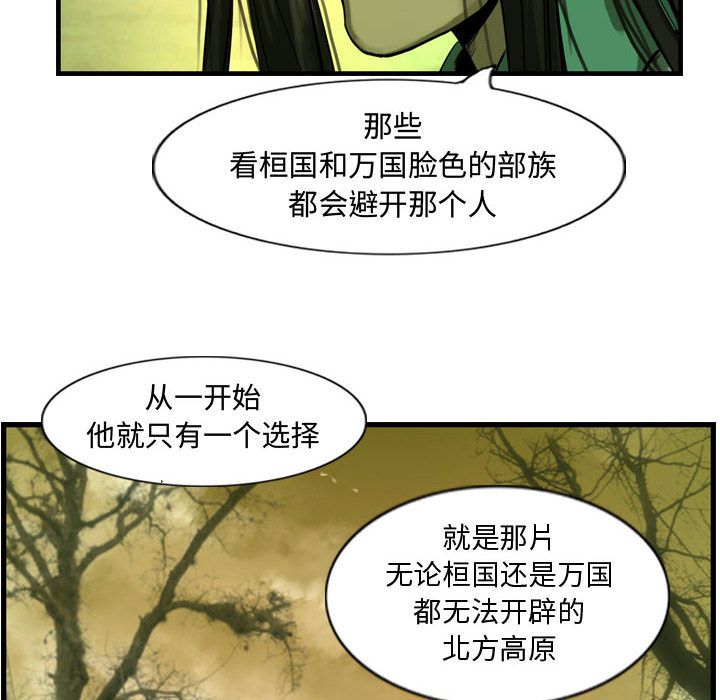 那些
看桓国和万国脸色的部族
都会避开那个人
从一开始
他就只有一个选择
就是那片
无论桓国还是万国
都无法开辟的
北方高原